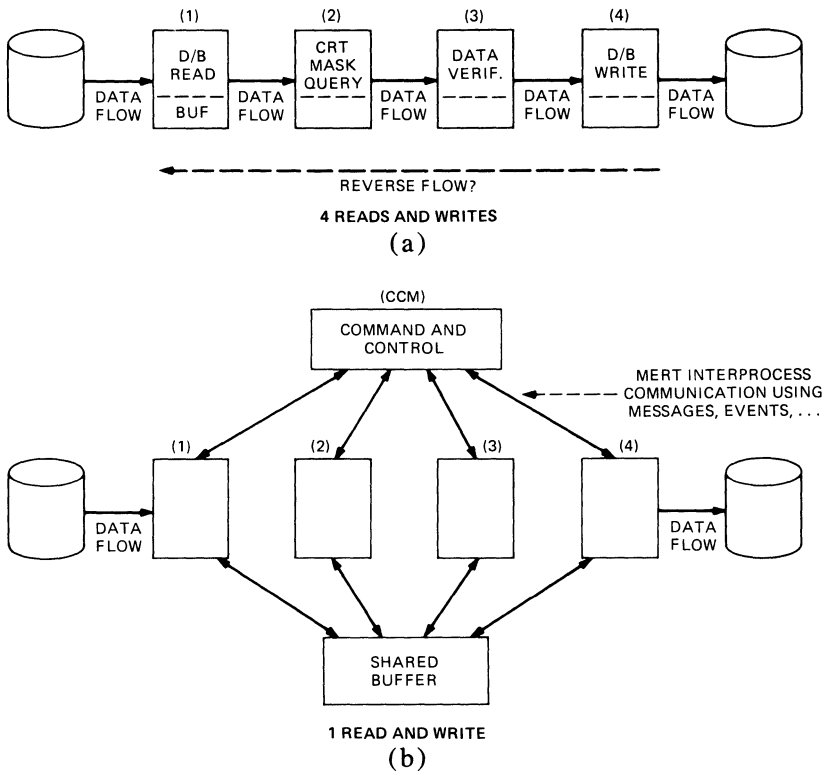 (1)
(2)
(3)
(4)
D/B
READ
BUF
CRT
MASK
QUERY
DATA
VERIF.
D/B
WRITE
DATA
FLOW
DATA
FLOW
DATA
FLOW
DATA
FLOW
DATA
FLOW
REVERSE FLOW?
4 READS AND WRITES
(a)
(CCM)
COMMAND AND
CONTROL
MERT INTERPROCESS
COMMUNICATION USING
MESSAGES, EVENTS, . . .
(1)
(2)
(3)
(4)
DATA
FLOW
DATA
FLOW
SHARED
BUFFER
1 READ AND WRITE
(b)